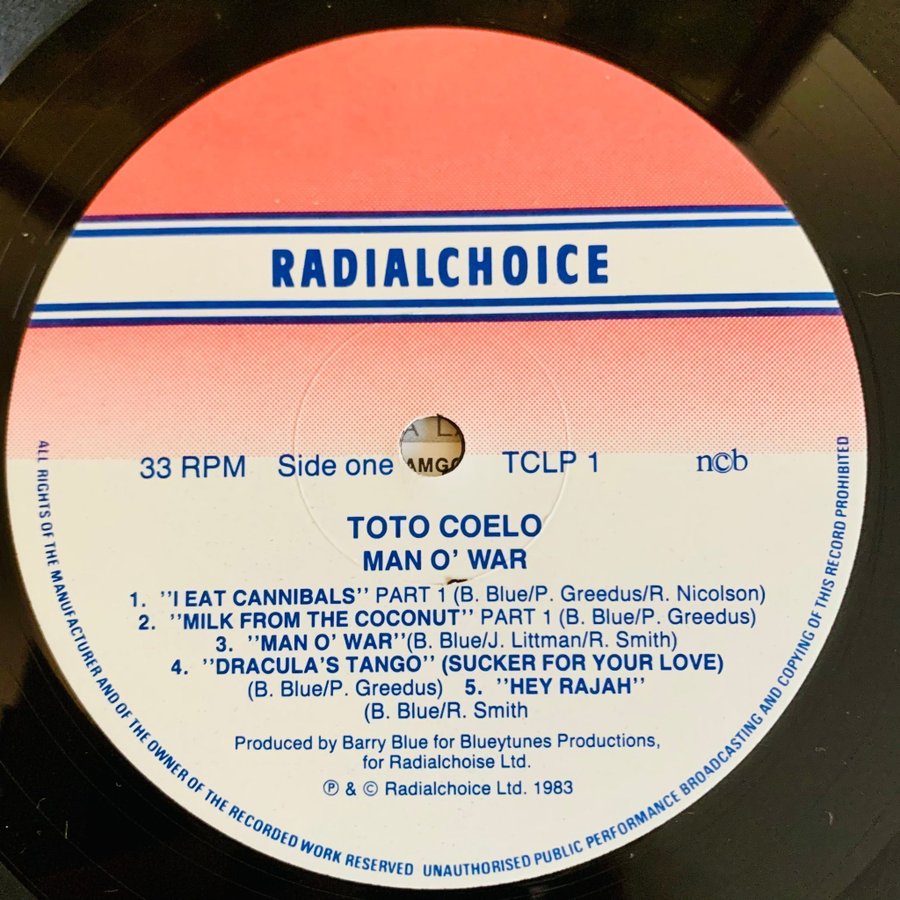 RADIALCHOICE
A LA
AMGO
33 RPM Side one TCLP 1 ncb
TOTO COELO
MAN O' WAR
1. "I EAT CANNIBALS" PART 1 (B. Blue/P. Greedus/R. Nicolson)
2. "MILK FROM THE COCONUT" PART 1 (B. Blue/P. Greedus)
3. "MAN O' WAR"(B. Blue/J. Littman/R. Smith)
4. "DRACULA'S TANGO" (SUCKER FOR YOUR LOVE)
(B. Blue/P. Greedus) 5. "HEY RAJAH"
(B. Blue/R. Smith
Produced by Barry Blue for Blueytunes Productions,
for Radialchoise Ltd.
Ⓟ & © Radialchoice Ltd. 1983
ALL RIGHTS OF THE MANUFACTURER AND OF THE OWNER OF THE RECORDED WORK RESERVED UNAUTHORISED PUBLIC PERFORMANCE BROADCASTING AND COPYING OF THIS RECORD PROHIBITED